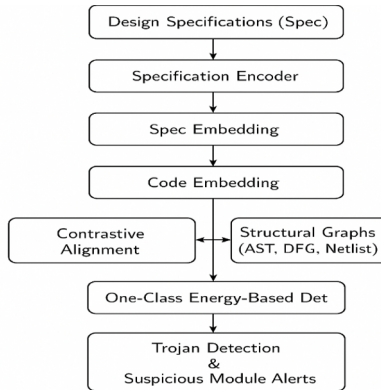 Design Specifications (Spec)
Specification Encoder
Spec Embedding
Code Embedding
Contrastive
Alignment
Structural Graphs
(AST, DFG, Netlist)
One-Class Energy-Based Det
Trojan Detection
&
Suspicious Module Alerts